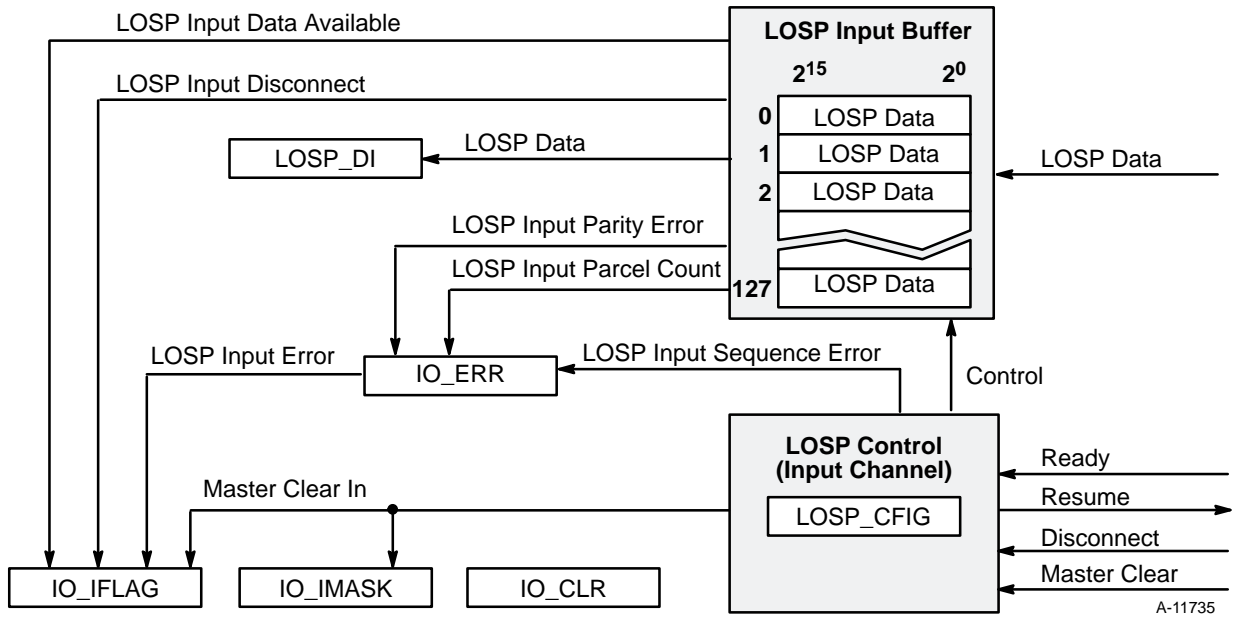 LOSP Input Data Available
LOSP Input Buffer
2¹⁵ 2⁰
LOSP Input Disconnect
0 LOSP Data
LOSP_DI
LOSP Data
1 LOSP Data
LOSP Data
2 LOSP Data
LOSP Input Parity Error
LOSP Input Parcel Count
127 LOSP Data
LOSP Input Error
IO_ERR
LOSP Input Sequence Error
Control
LOSP Control
(Input Channel)
LOSP_CFIG
Ready
Resume
Disconnect
Master Clear
Master Clear In
IO_IFLAG
IO_IMASK
IO_CLR
A-11735